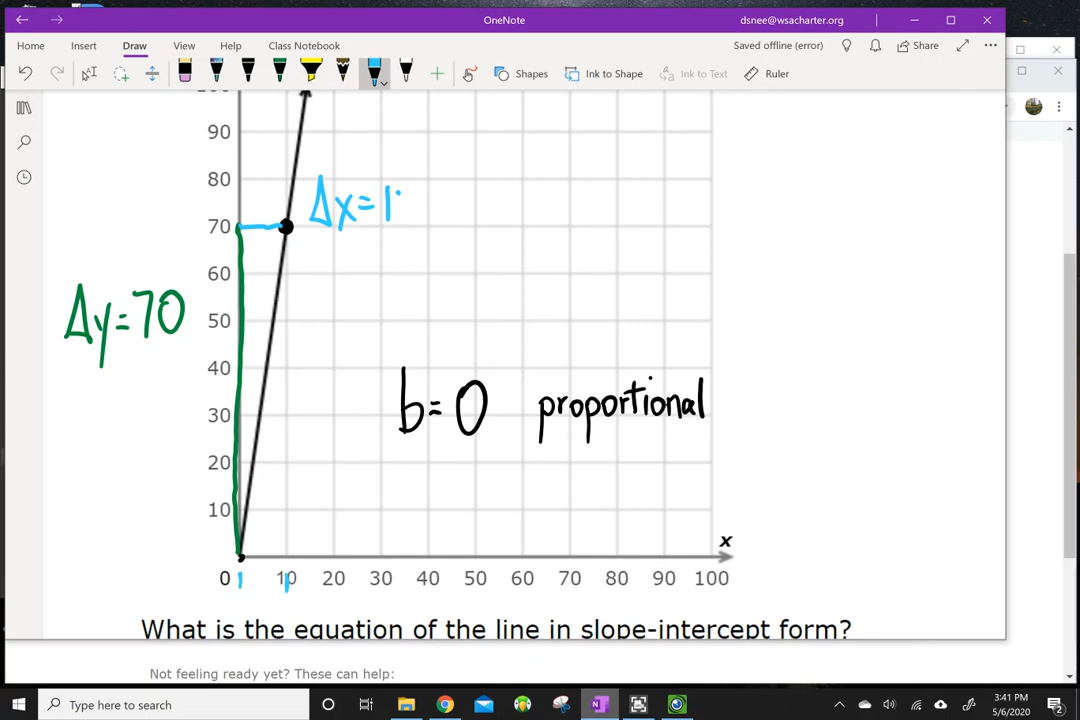 OneNote
dsnee@wsacharter.org
Home Insert Draw View Help Class Notebook
Saved offline (error)
Share
Shapes
Ink to Shape
Ink to Text
Ruler
90
80
Δx=1
70
60
Δy=70
50
40
b=0 proportional
30
20
10
x
0 10 20 30 40 50 60 70 80 90 100
What is the equation of the line in slope-intercept form?
Not feeling ready yet? These can help:
Type here to search
3:41 PM
5/6/2020
2